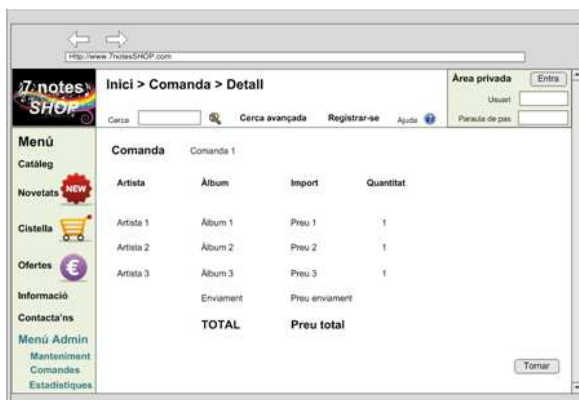 Http://www.7notesSHOP.com
7 notes
SHOP
Inici > Comanda > Detall
Cerca
Cerca avançada
Registrar-se
Ajuda
Àrea privada
Entra
Usuari
Paraula de pas
Menú
Catàleg
Novetats
NEW
Cistella
Ofertes
Informació
Contacta'ns
Menú Admin
Manteniment
Comandes
Estadístiques
Comanda Comanda 1
Artista Àlbum Import Quantitat
Artista 1 Àlbum 1 Preu 1 1
Artista 2 Àlbum 2 Preu 2 1
Artista 3 Àlbum 3 Preu 3 1
Enviament Preu enviament
TOTAL Preu total
Tornar